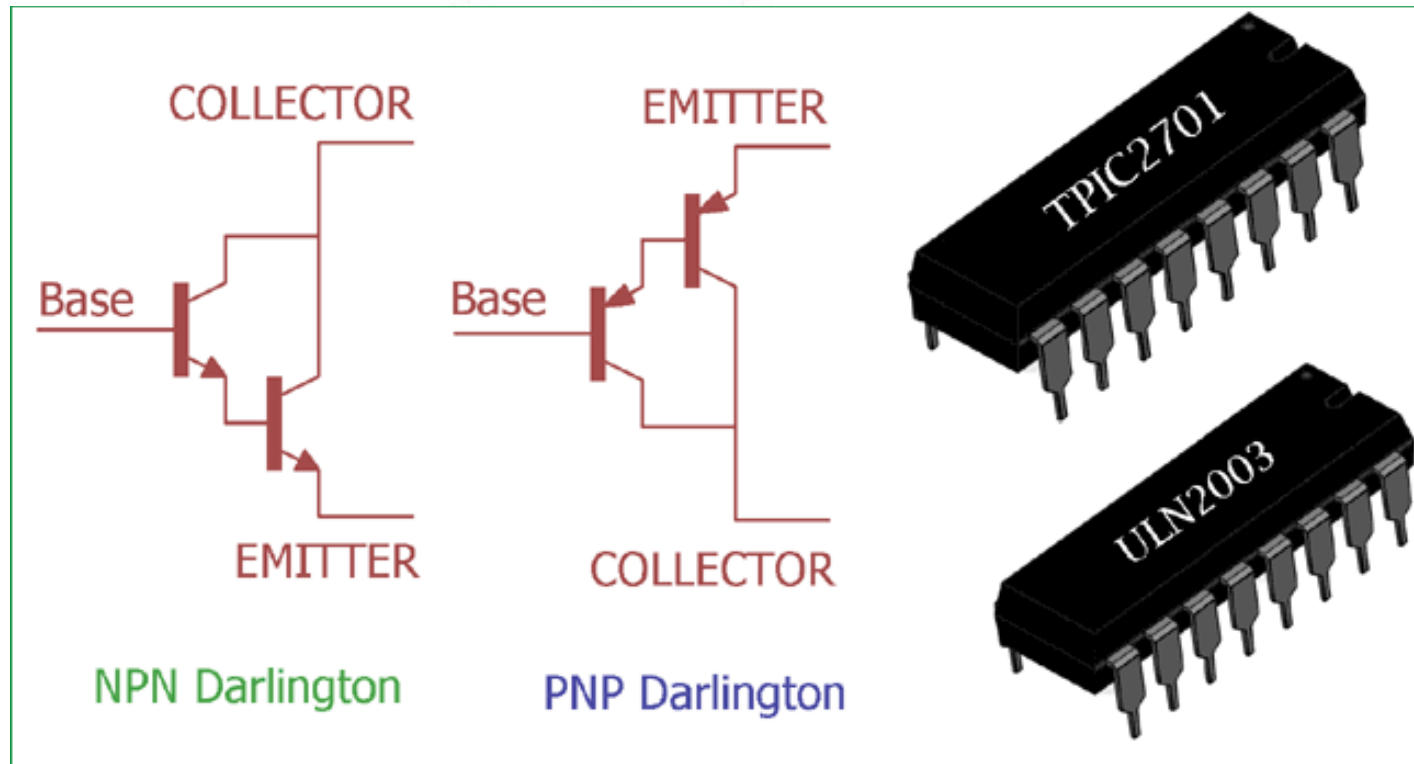 COLLECTOR
Base
EMITTER
NPN Darlington
EMITTER
Base
COLLECTOR
PNP Darlington
TPIC2701
ULN2003